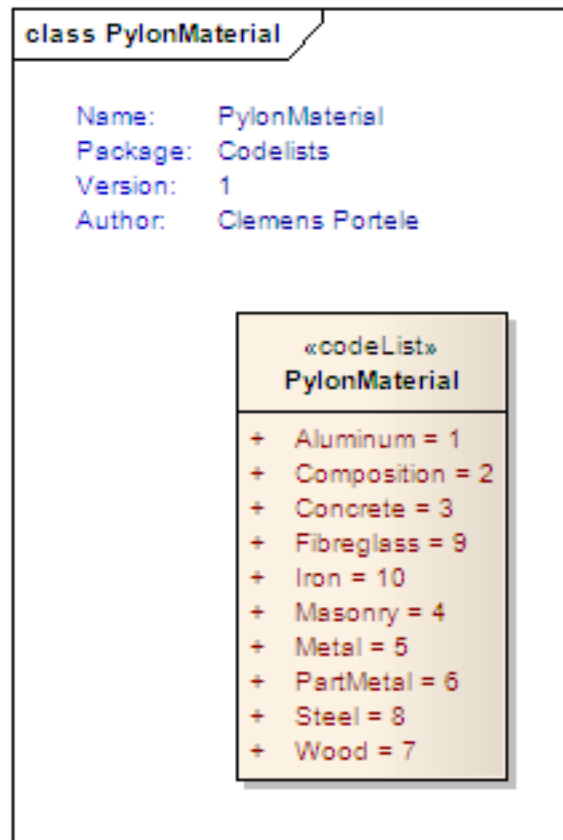 class PylonMaterial
Name: PylonMaterial
Package: Codelists
Version: 1
Author: Clemens Portele
«codeList»
PylonMaterial
+ Aluminum = 1
+ Composition = 2
+ Concrete = 3
+ Fibreglass = 9
+ Iron = 10
+ Masonry = 4
+ Metal = 5
+ PartMetal = 6
+ Steel = 8
+ Wood = 7